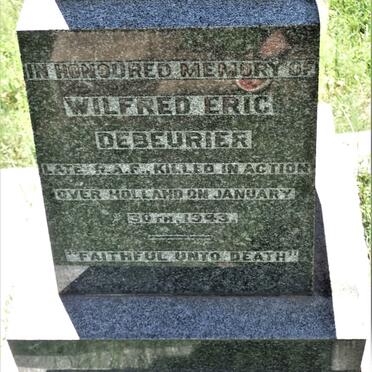 IN HONOURED MEMORY OF
WILFRED ERIC
DEBEURIER
LATE R.A.F. KILLED IN ACTION
OVER HOLLAND ON JANUARY
30TH. 1943.
"FAITHFUL UNTO DEATH"